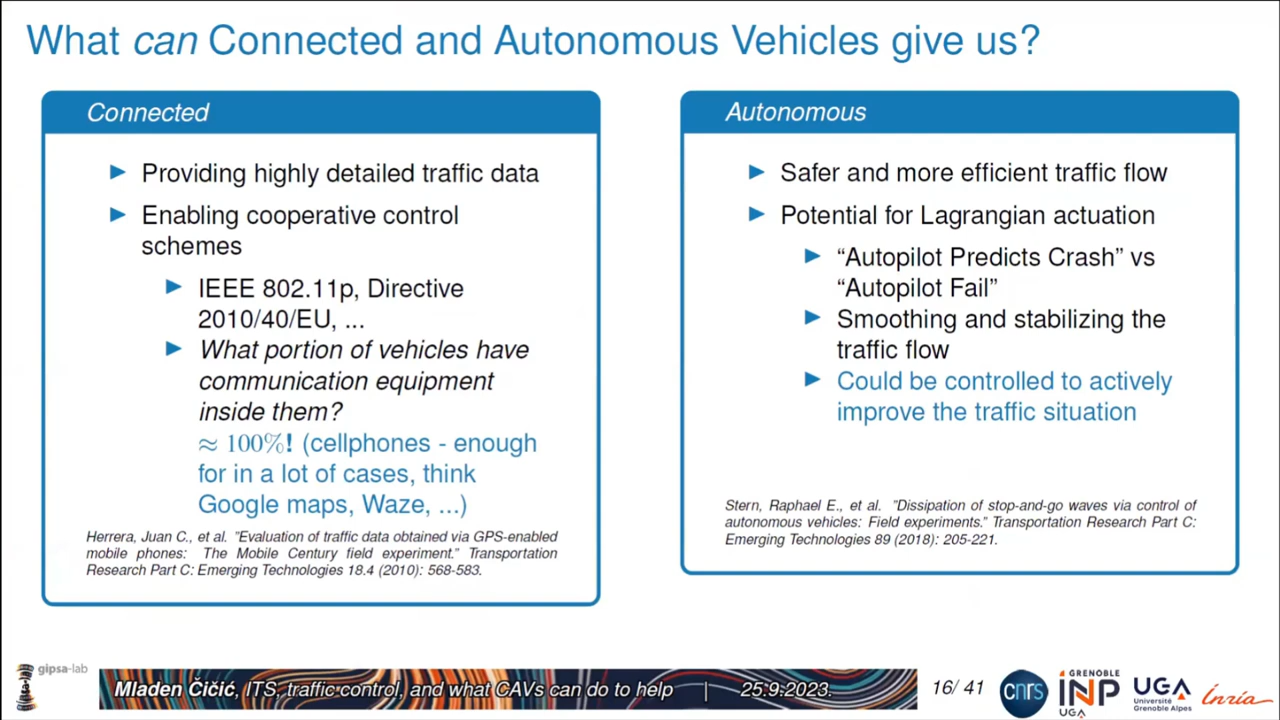 What can Connected and Autonomous Vehicles give us?
Connected
Providing highly detailed traffic data
Enabling cooperative control
schemes
IEEE 802.11p, Directive
2010/40/EU, ...
What portion of vehicles have
communication equipment
inside them?
≈ 100%! (cellphones - enough
for in a lot of cases, think
Google maps, Waze, ...)
Herrera, Juan C., et al. "Evaluation of traffic data obtained via GPS-enabled
mobile phones: The Mobile Century field experiment." Transportation
Research Part C: Emerging Technologies 18.4 (2010): 568-583.
Autonomous
Safer and more efficient traffic flow
Potential for Lagrangian actuation
“Autopilot Predicts Crash” vs
“Autopilot Fail”
Smoothing and stabilizing the
traffic flow
Could be controlled to actively
improve the traffic situation
Stern, Raphael E., et al. "Dissipation of stop-and-go waves via control of
autonomous vehicles: Field experiments." Transportation Research Part C:
Emerging Technologies 89 (2018): 205-221.
gipsa-lab
Mladen Čičić, ITS, traffic control, and what CAVs can do to help | 25.9.2023.
16/ 41
cnrs
GRENOBLE
INP
UGA
UGA
Université
Grenoble Alpes
Inria